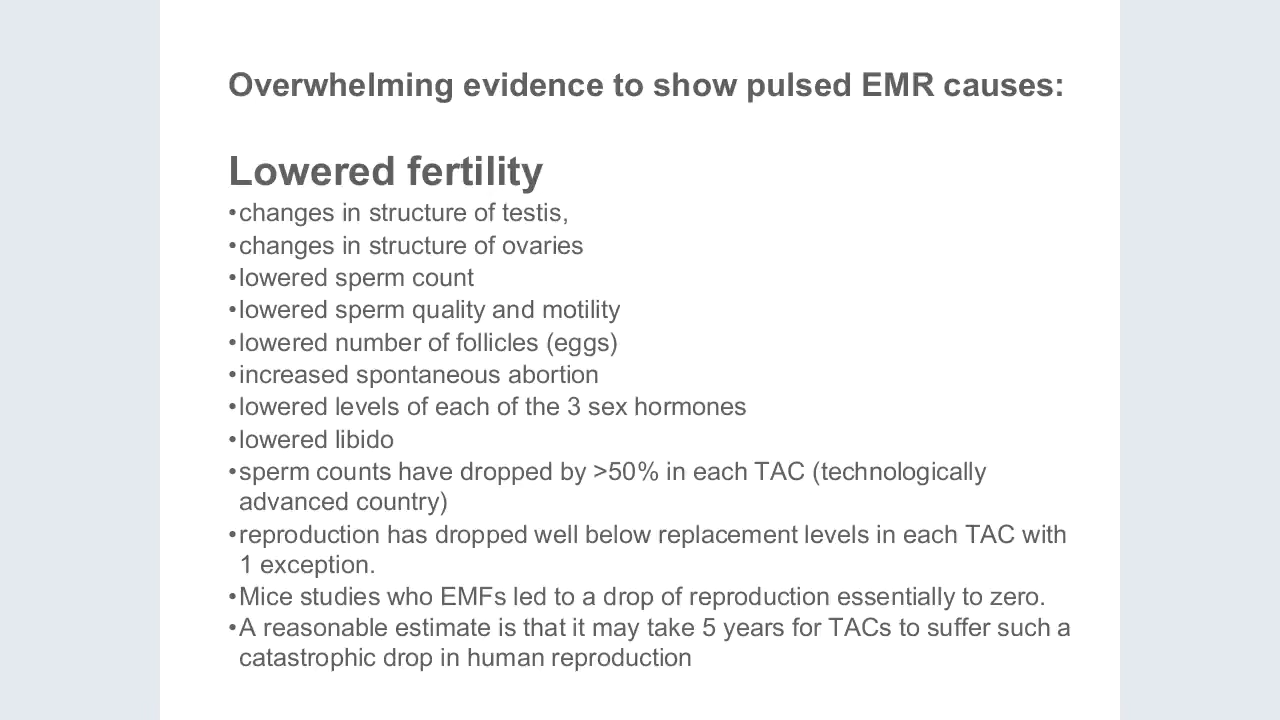 Overwhelming evidence to show pulsed EMR causes:
Lowered fertility
•changes in structure of testis,
•changes in structure of ovaries
•lowered sperm count
•lowered sperm quality and motility
•lowered number of follicles (eggs)
•increased spontaneous abortion
•lowered levels of each of the 3 sex hormones
•lowered libido
•sperm counts have dropped by >50% in each TAC (technologically
advanced country)
•reproduction has dropped well below replacement levels in each TAC with
1 exception.
•Mice studies who EMFs led to a drop of reproduction essentially to zero.
•A reasonable estimate is that it may take 5 years for TACs to suffer such a
catastrophic drop in human reproduction